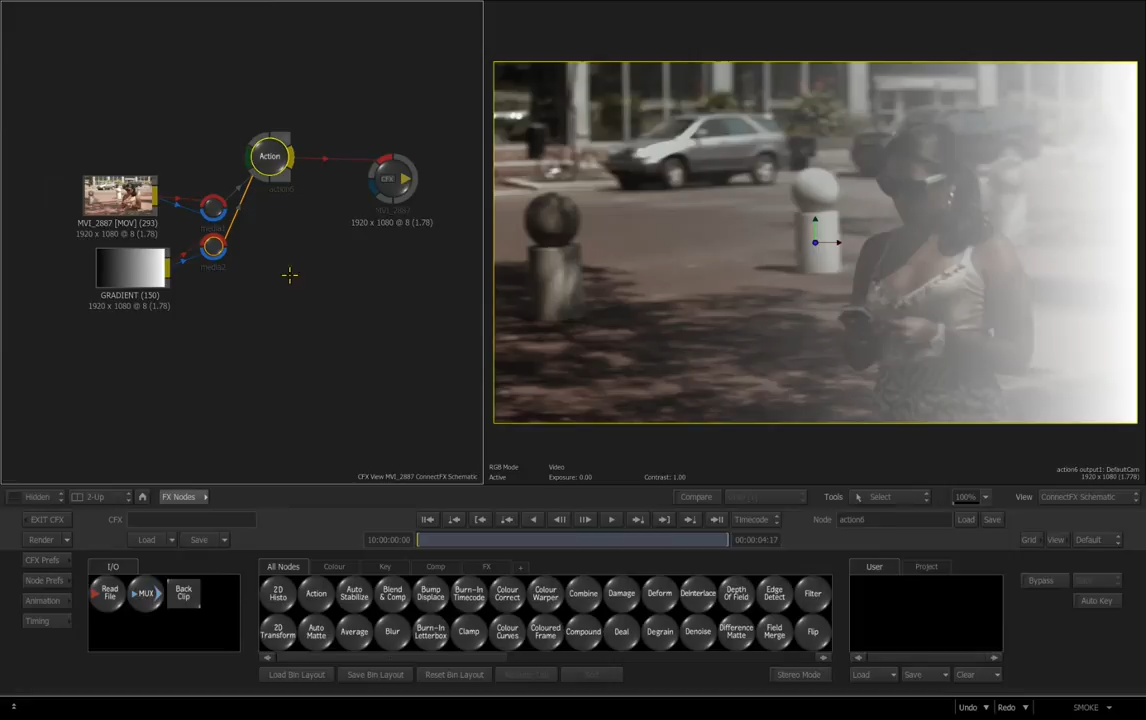 Action
action6
CFX
MVI_2887
1920 x 1080 @ 8 (1.78)
MVI_2887 [MOV] (293)
1920 x 1080 @ 8 (1.78)
media1
media2
GRADIENT (150)
1920 x 1080 @ 8 (1.78)
CFX View MVI_2887 ConnectFX Schematic
RGB Mode Video
Active Exposure: 0.00 Contrast: 1.00
action6 output1: DefaultCam
1920 x 1080 (1.778)
Hidden 2-Up FX Nodes Compare Tools Select 100% View ConnectFX Schematic
EXIT CFX CFX Timecode Node action6 Load Save
Render Load Save 10:00:00:00 00:00:04:17 Grid View Default
CFX Prefs I/O All Nodes Colour Key Comp FX + User Project
Node Prefs Bypass
Animation Auto Key
Timing
Read File MUX Back Clip
2D Histo Action Auto Stabilize Blend & Comp Bump Displace Burn-In Timecode Colour Correct Colour Warper Combine Damage Deform Deinterlace Depth Of Field Edge Detect Filter
2D Transform Auto Matte Average Blur Burn-In Letterbox Clamp Colour Curves Coloured Frame Compound Deal Degrain Denoise Difference Matte Field Merge Flip
Load Bin Layout Save Bin Layout Reset Bin Layout Stereo Mode Load Save Clear
Undo Redo SMOKE